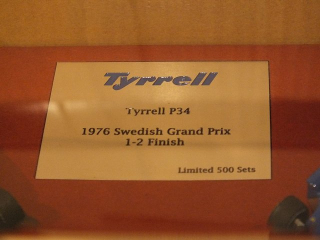 Tyrrell
Tyrrell P34
1976 Swedish Grand Prix
1-2 Finish
Limited 500 Sets